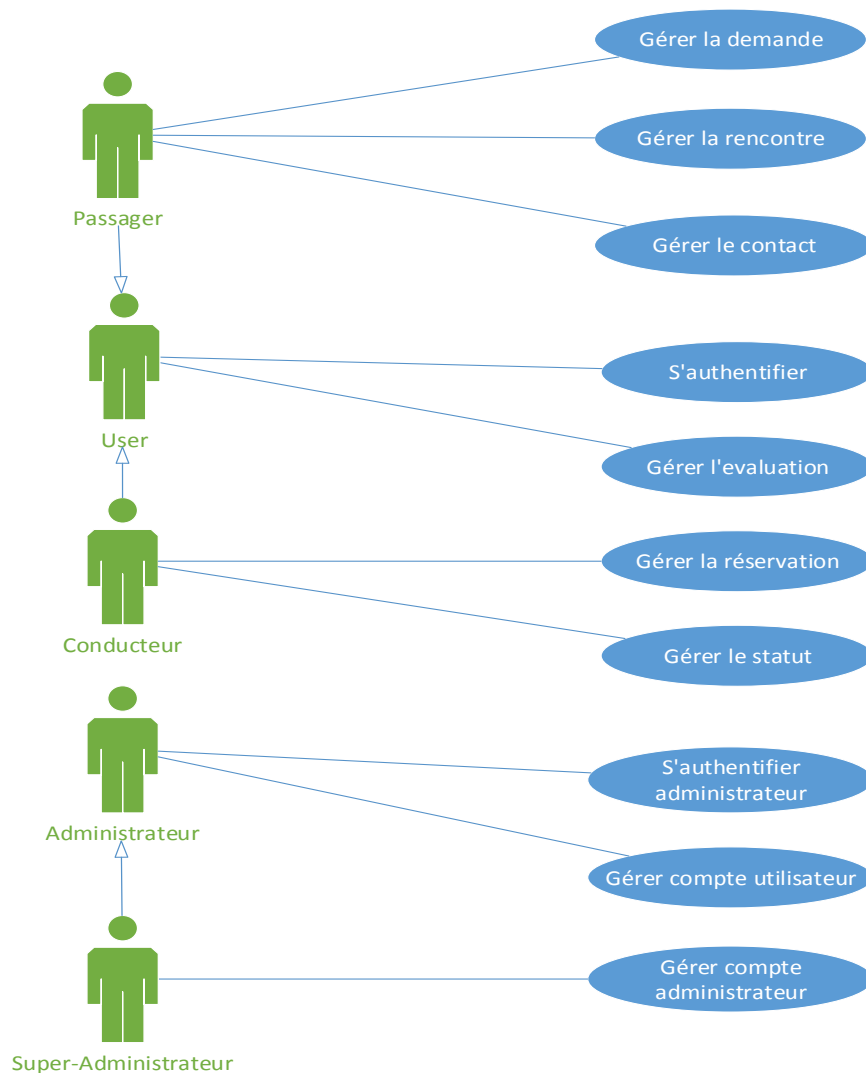 Gérer la demande
Gérer la rencontre
Passager
Gérer le contact
S'authentifier
User
Gérer l'evaluation
Gérer la réservation
Conducteur
Gérer le statut
S'authentifier
administrateur
Administrateur
Gérer compte utilisateur
Gérer compte
administrateur
Super-Administrateur